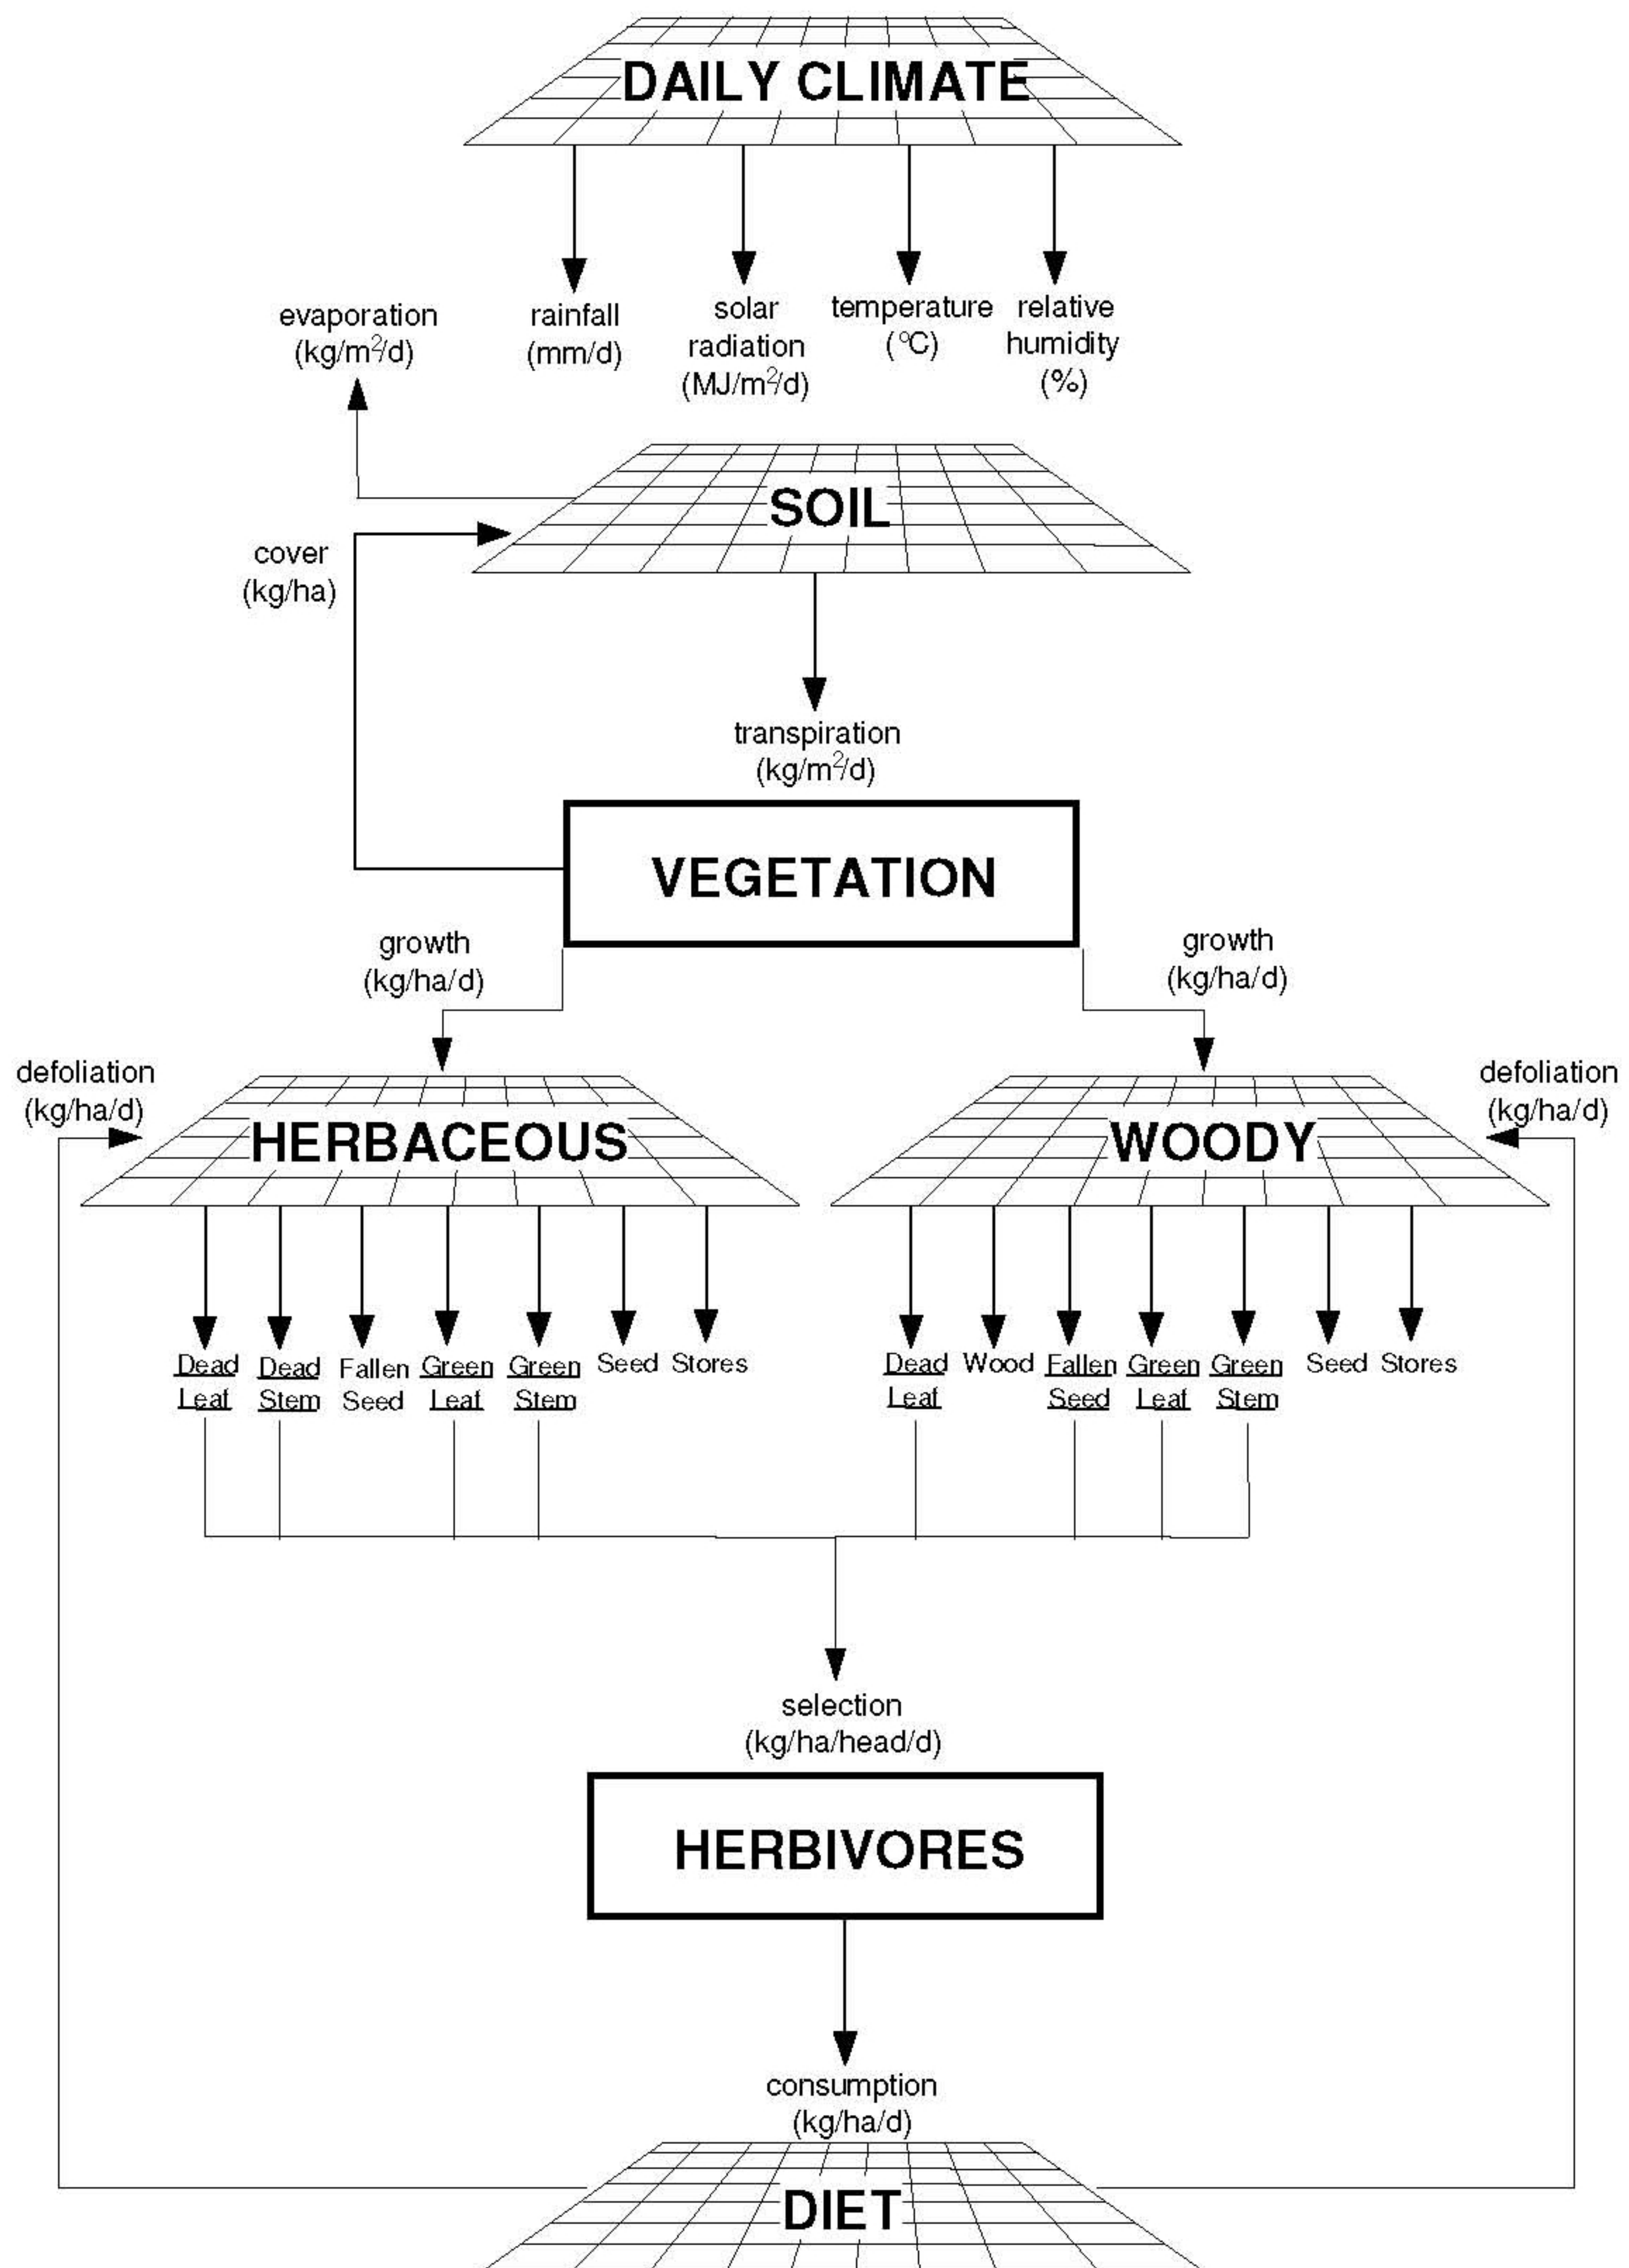 DAILY CLIMATE
evaporation
(kg/m²/d)
rainfall
(mm/d)
solar
radiation
(MJ/m²/d)
temperature
(°C)
relative
humidity
(%)
SOIL
cover
(kg/ha)
transpiration
(kg/m²/d)
VEGETATION
growth
(kg/ha/d)
growth
(kg/ha/d)
defoliation
(kg/ha/d)
defoliation
(kg/ha/d)
HERBACEOUS
WOODY
Dead
Leaf
Dead
Stem
Fallen
Seed
Green
Leaf
Green
Stem
Seed
Stores
Dead
Leaf
Wood
Fallen
Seed
Green
Leaf
Green
Stem
Seed
Stores
selection
(kg/ha/head/d)
HERBIVORES
consumption
(kg/ha/d)
DIET